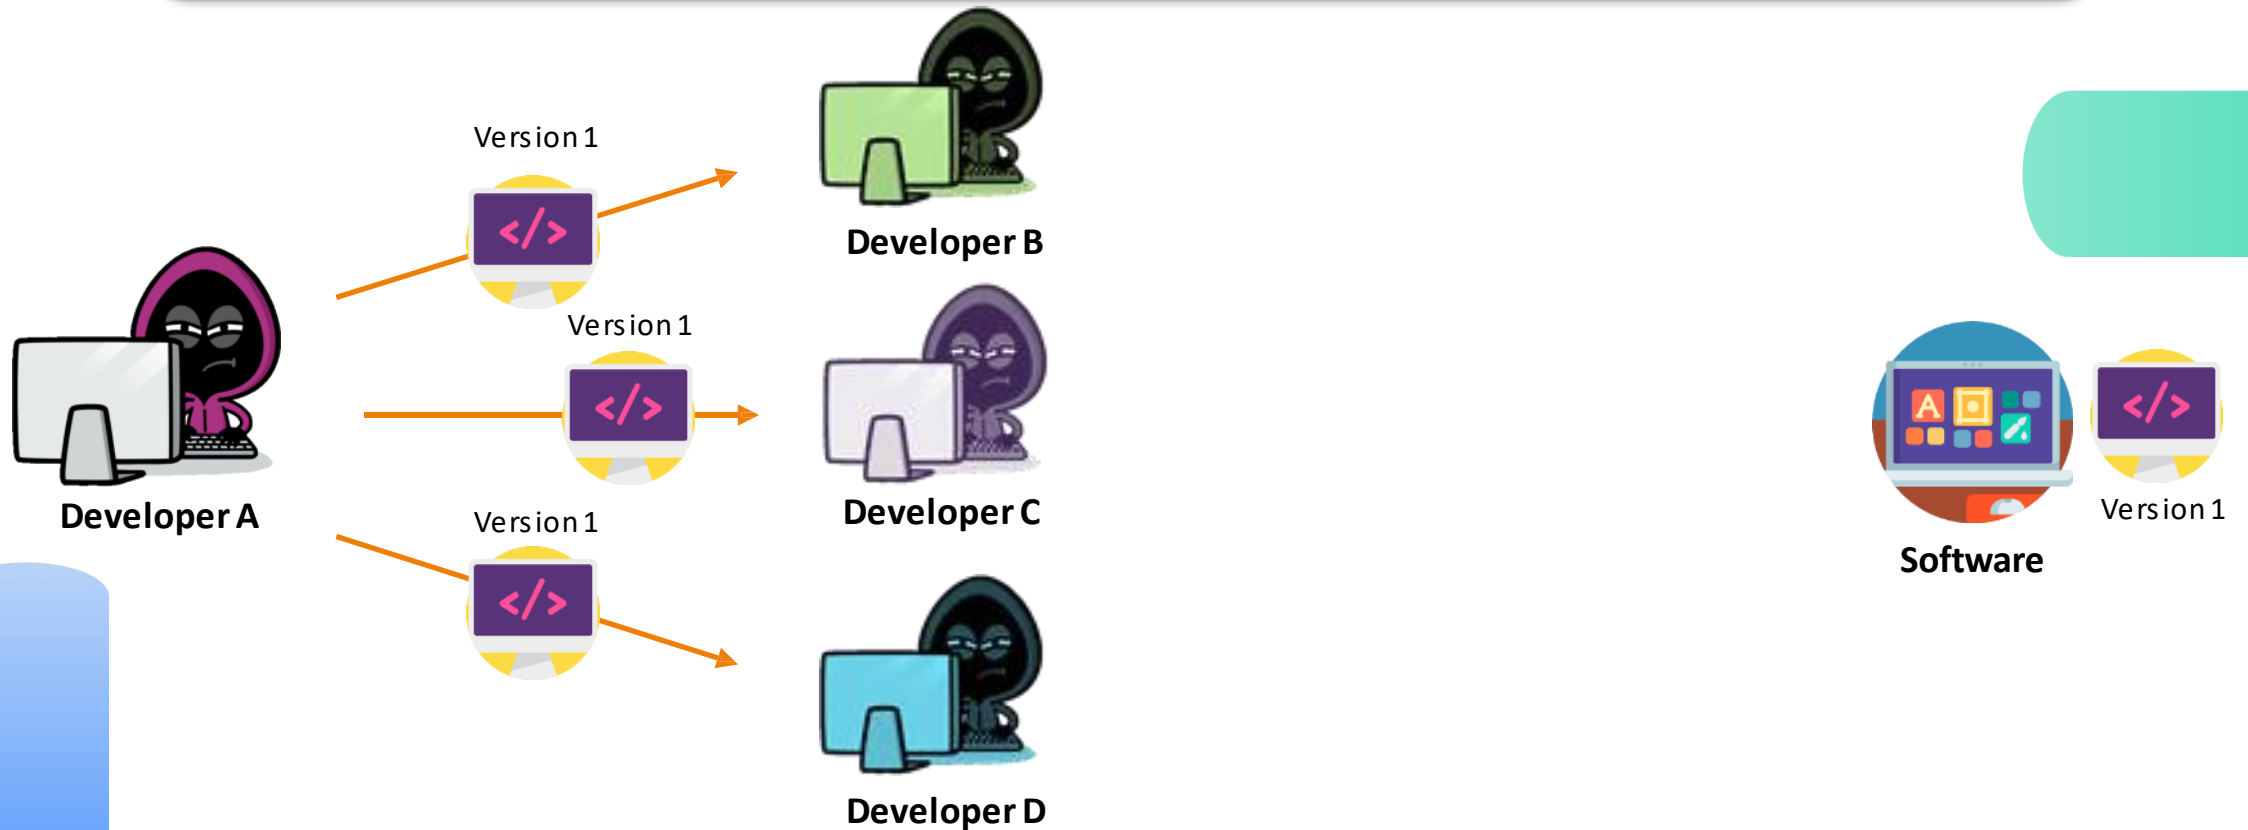 Version 1
Developer B
Version 1
Developer A
Developer C
Version 1
Version 1
Software
Developer D